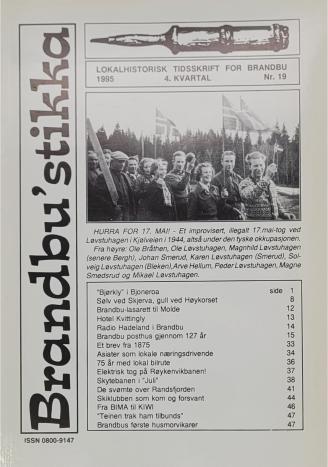 Brandbu'stikka
LOKALHISTORISK TIDSSKRIFT FOR BRANDBU
1995 4. KVARTAL Nr. 19
HURRA FOR 17. MAI! - Et improvisert, illegalt 17.mai-tog ved
Løvstuhagen i Kjølveien i 1944, altså under den tyske okkupasjonen.
Fra høyre: Ole Bråthen, Ole Løvstuhagen, Magnhild Løvstuhagen
(senere Bergh), Johan Smerud, Karen Løvstuhagen (Smerud), Sol-
veig Løvstuhagen (Bleken), Arve Hellum, Peder Løvstuhagen, Magne
Smedsrud og Mikael Løvstuhagen.
"Bjørkly" i Bjoneroa side 1
Sølv ved Skjerva, gull ved Høykorset 8
Brandbu-lasarett til Molde 12
Hotel Kvittingly 13
Radio Hadeland i Brandbu 14
Brandbu posthus gjennom 127 år 15
Et brev fra 1875 33
Asiater som lokale næringsdrivende 34
75 år med lokal bilrute 36
Elektrisk tog på Røykenvikbanen! 37
Skytebanen i "Juli" 38
De svømte over Randsfjorden 41
Skiklubben som kom og forsvant 44
Fra BIMA til KIWI 46
"Teinen trak ham tilbunds" 47
Brandbus første husmorvikarer 47
ISSN 0800-9147